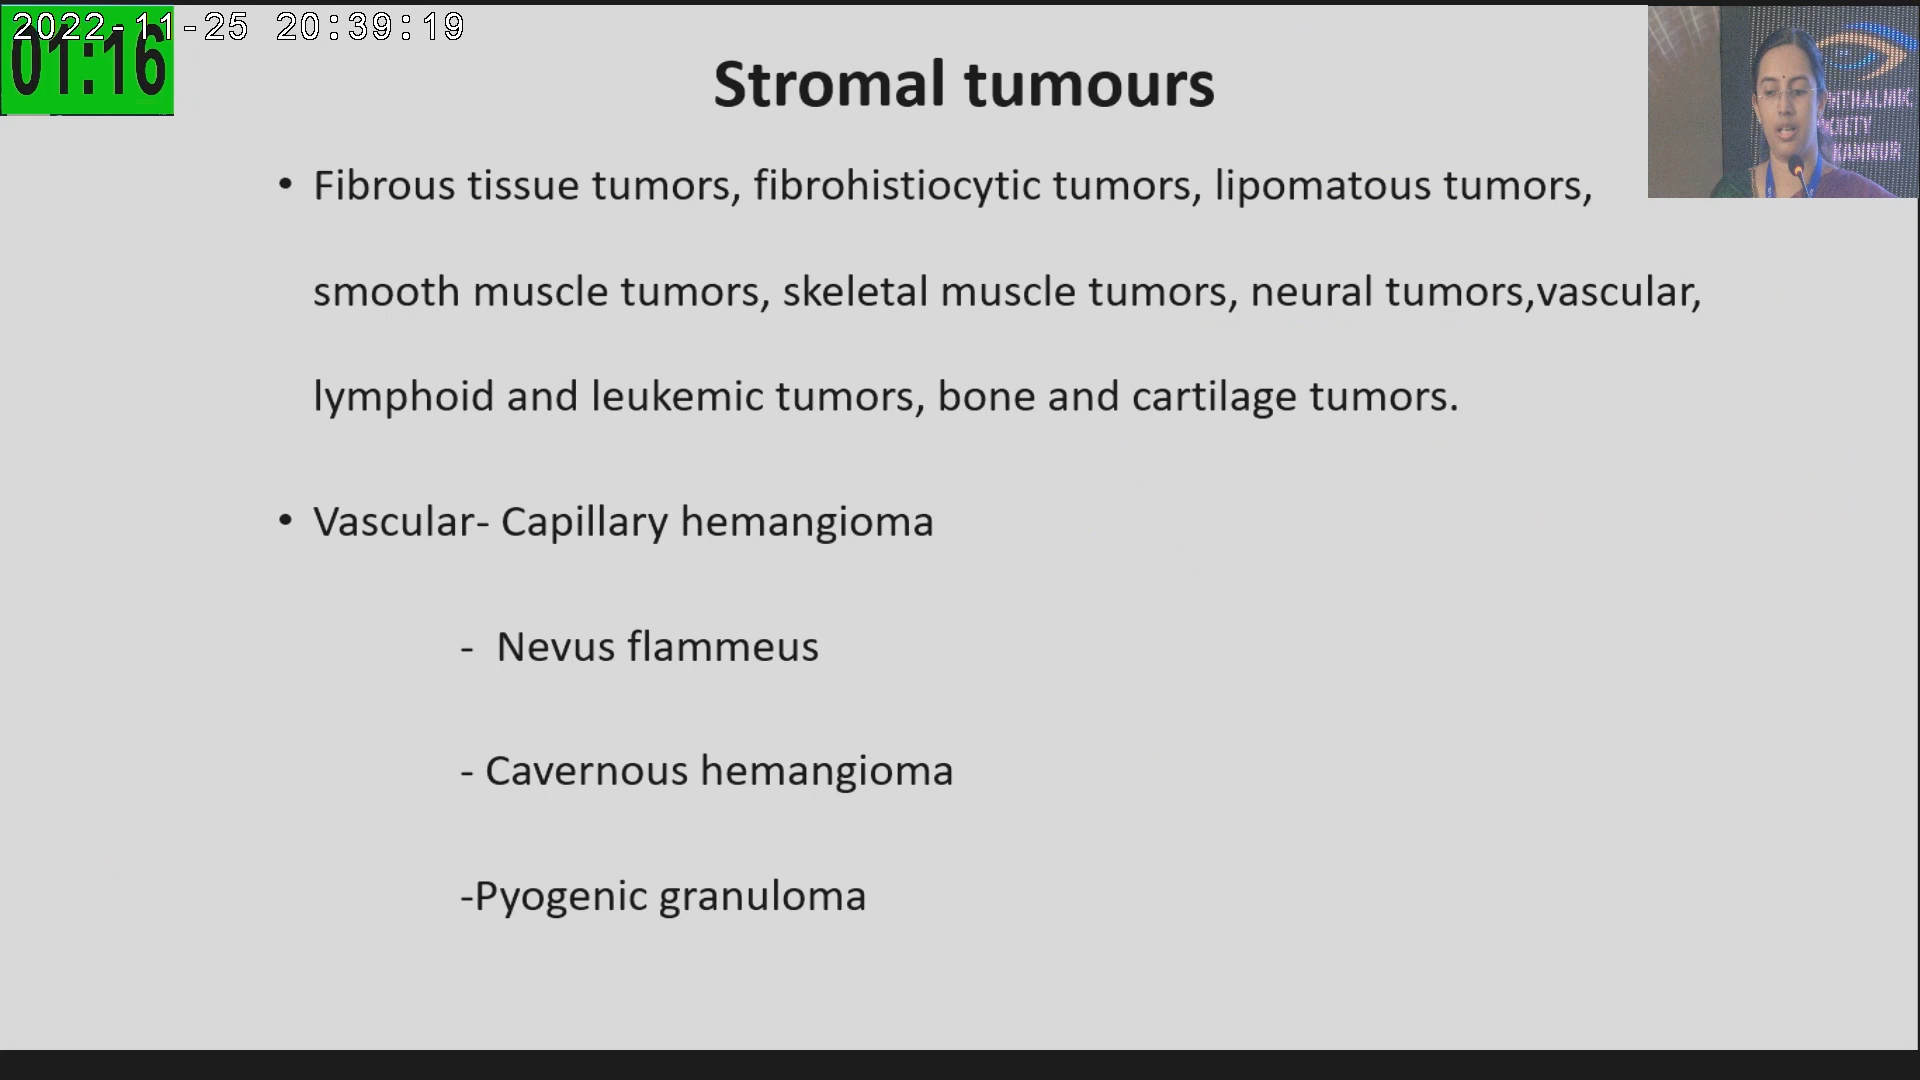 2022-11-25 20:39:19
01:16
Stromal tumours
• Fibrous tissue tumors, fibrohistiocytic tumors, lipomatous tumors,
smooth muscle tumors, skeletal muscle tumors, neural tumors,vascular,
lymphoid and leukemic tumors, bone and cartilage tumors.
• Vascular- Capillary hemangioma
- Nevus flammeus
- Cavernous hemangioma
-Pyogenic granuloma